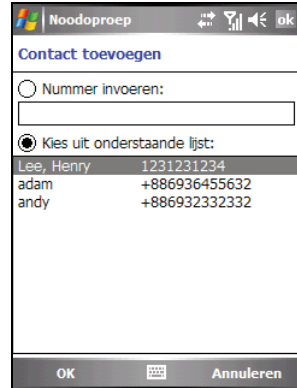 Noodoproep ok
Contact toevoegen
Nummer invoeren:
Kies uit onderstaande lijst:
Lee, Henry 1231231234
adam +886936455632
andy +886932332332
OK Annuleren